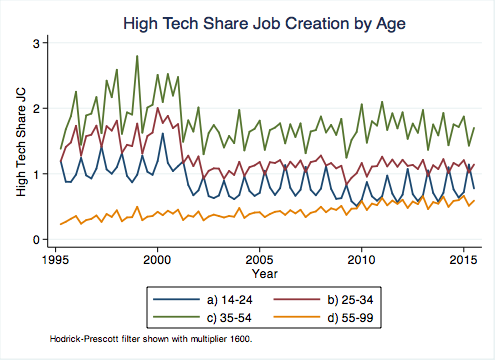 High Tech Share Job Creation by Age
High Tech Share JC
3
2
1
0
1995 2000 2005 2010 2015
Year
a) 14-24 b) 25-34
c) 35-54 d) 55-99
Hodrick-Prescott filter shown with multiplier 1600.